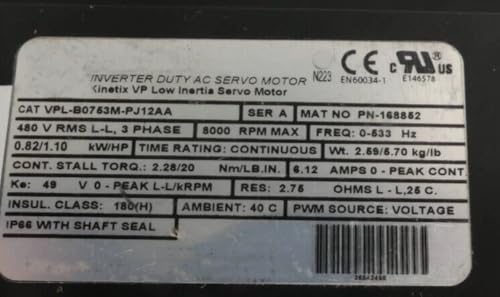 INVERTER DUTY AC SERVO MOTOR
Kinetix VP Low Inertia Servo Motor
N223
CE
EN60034-1
c RU US
E146578
CAT VPL-B0753M-PJ12AA SER A MAT NO PN-168852
480 V RMS L-L, 3 PHASE 8000 RPM MAX FREQ: 0-533 Hz
0.82/1.10 kW/HP TIME RATING: CONTINUOUS Wt. 2.59/5.70 kg/lb
CONT. STALL TORQ.: 2.28/20 Nm/LB.IN. 6.12 AMPS 0 - PEAK CONT.
Ke: 49 V 0 - PEAK L-L/kRPM RES: 2.75 OHMS L - L,25 C.
INSUL. CLASS: 180(H) AMBIENT: 40 C PWM SOURCE: VOLTAGE
IP66 WITH SHAFT SEAL